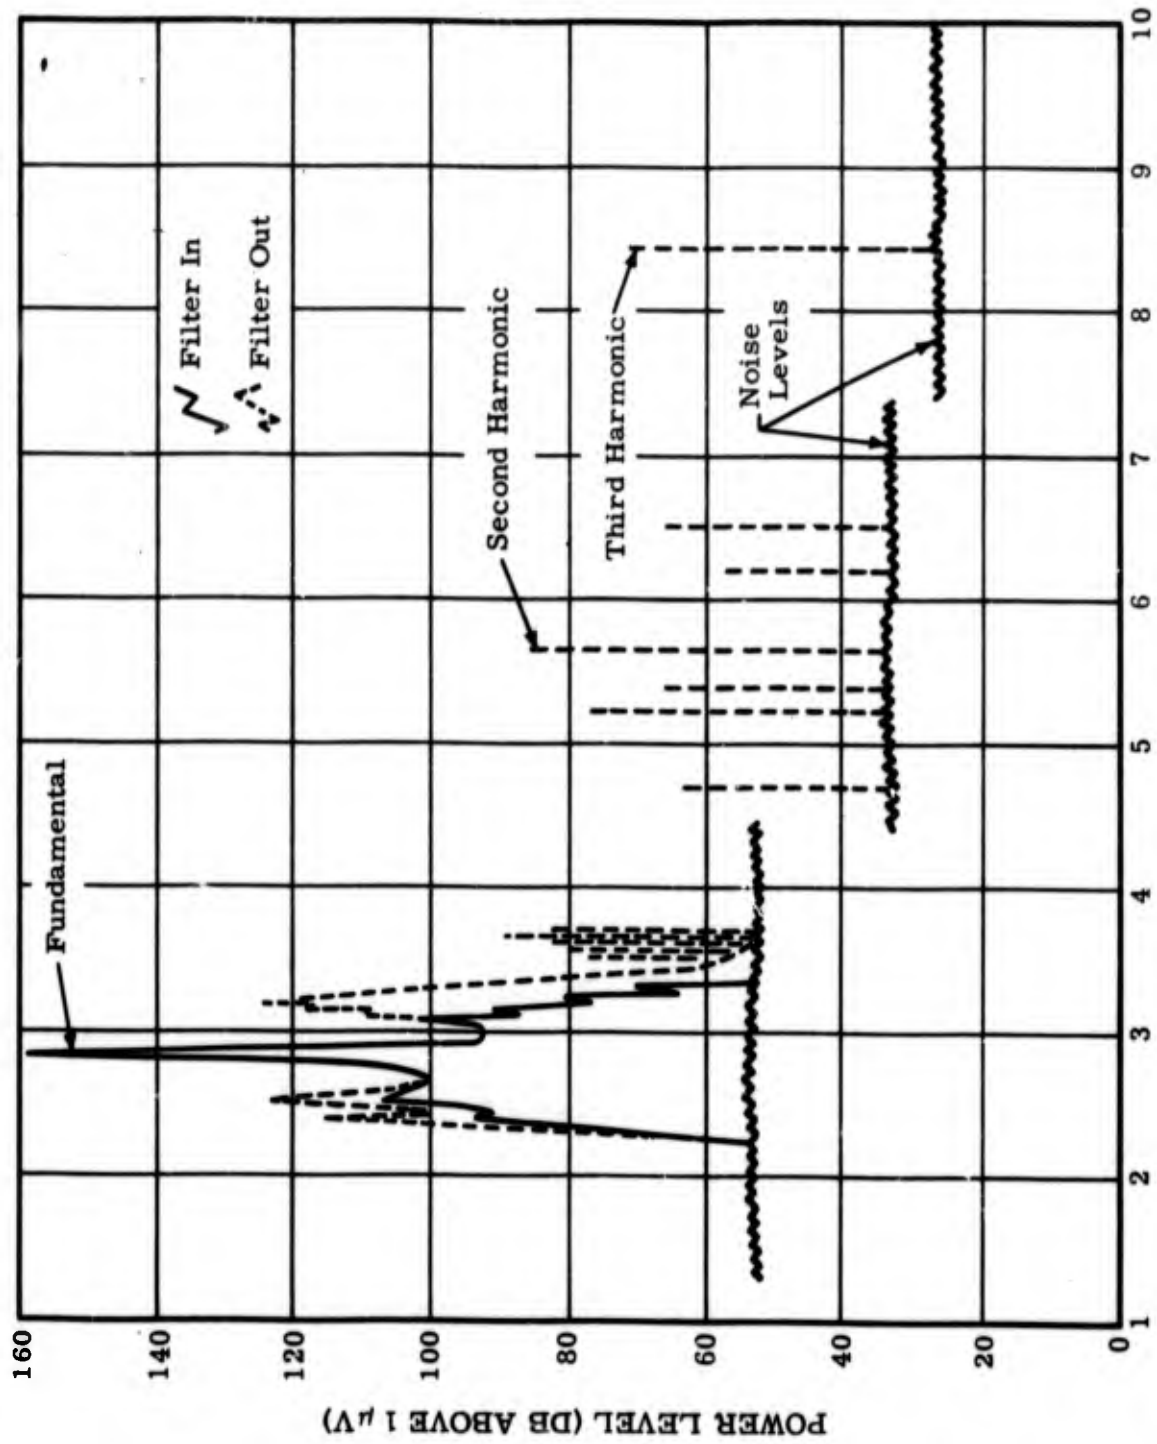 POWER LEVEL (DB ABOVE 1 μV)
160
140
120
100
80
60
40
20
0
1
2
3
4
5
6
7
8
9
10
Fundamental
Filter In
Filter Out
Second Harmonic
Third Harmonic
Noise
Levels